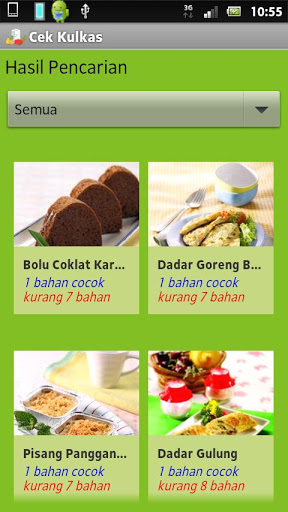 36
10:55
Cek Kulkas
Hasil Pencarian
Semua
Bolu Coklat Kar...
1 bahan cocok
kurang 7 bahan
Dadar Goreng B...
1 bahan cocok
kurang 7 bahan
Pisang Panggan...
1 bahan cocok
kurang 7 bahan
Dadar Gulung
1 bahan cocok
kurang 8 bahan